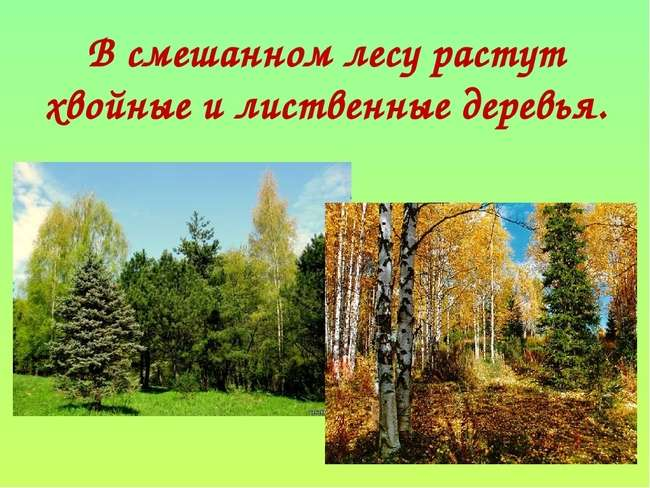 В смешанном лесу растут
хвойные и лиственные деревья.